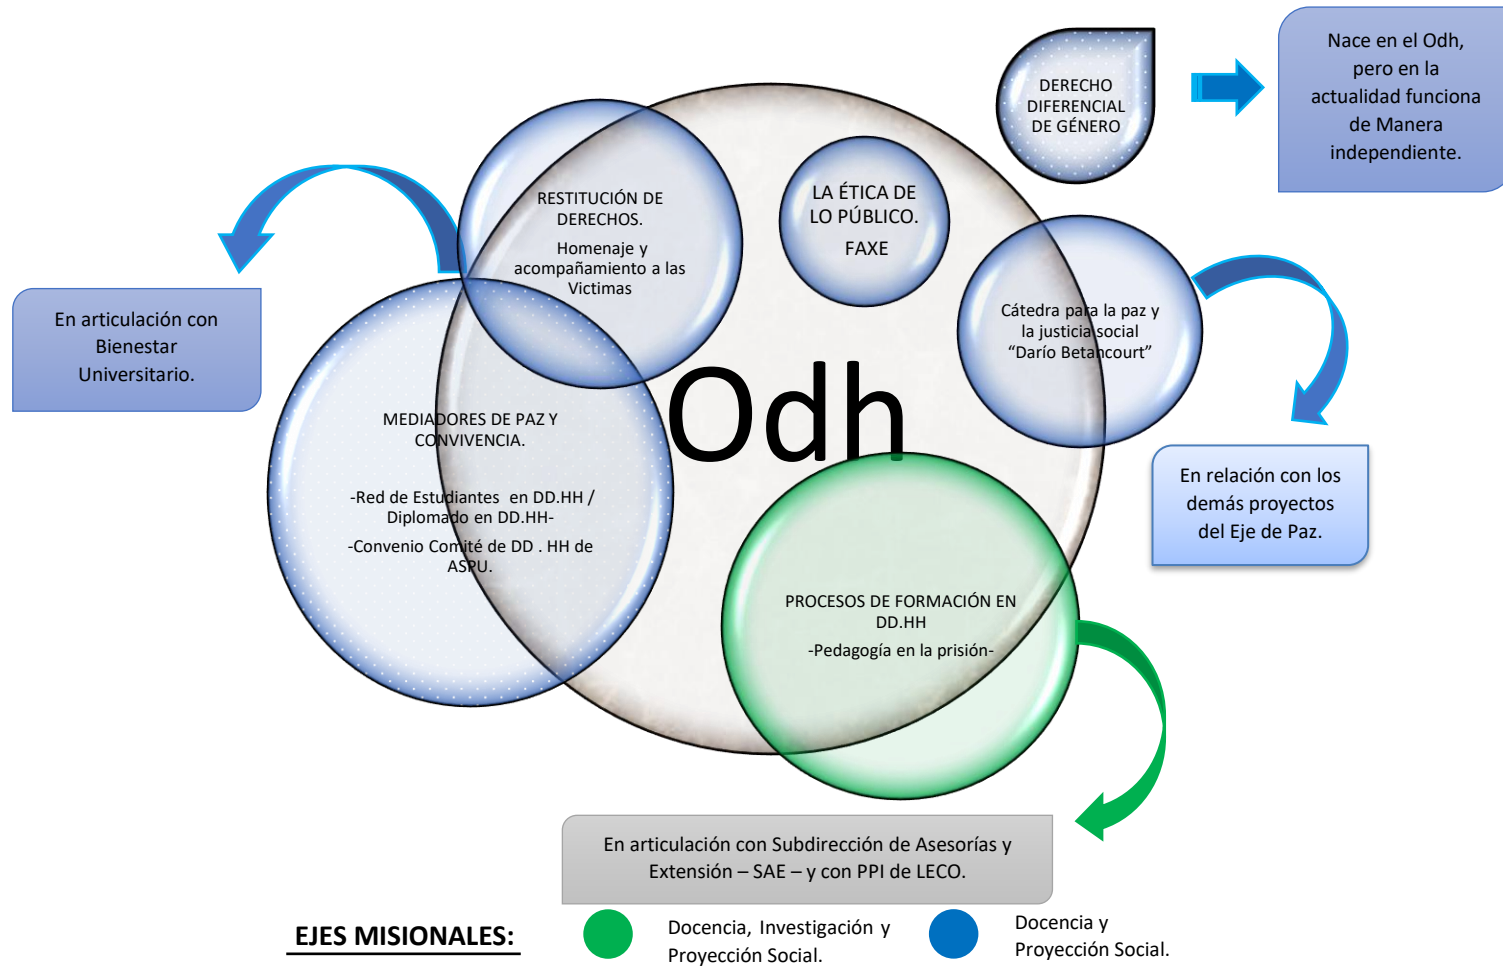 Nace en el Odh,
pero en la
actualidad funciona
de Manera
independiente.
DERECHO
DIFERENCIAL
DE GÉNERO
RESTITUCIÓN DE
DERECHOS.
Homenaje y
acompañamiento a las
Victimas
LA ÉTICA DE
LO PÚBLICO.
FAXE
Cátedra para la paz y
la justicia social
“Darío Betancourt”
En articulación con
Bienestar
Universitario.
Odh
MEDIADORES DE PAZ Y
CONVIVENCIA.
-Red de Estudiantes en DD.HH /
Diplomado en DD.HH-
-Convenio Comité de DD . HH de
ASPU.
En relación con los
demás proyectos
del Eje de Paz.
PROCESOS DE FORMACIÓN EN
DD.HH
-Pedagogía en la prisión-
En articulación con Subdirección de Asesorías y
Extensión – SAE – y con PPI de LECO.
EJES MISIONALES:
Docencia, Investigación y
Proyección Social.
Docencia y
Proyección Social.